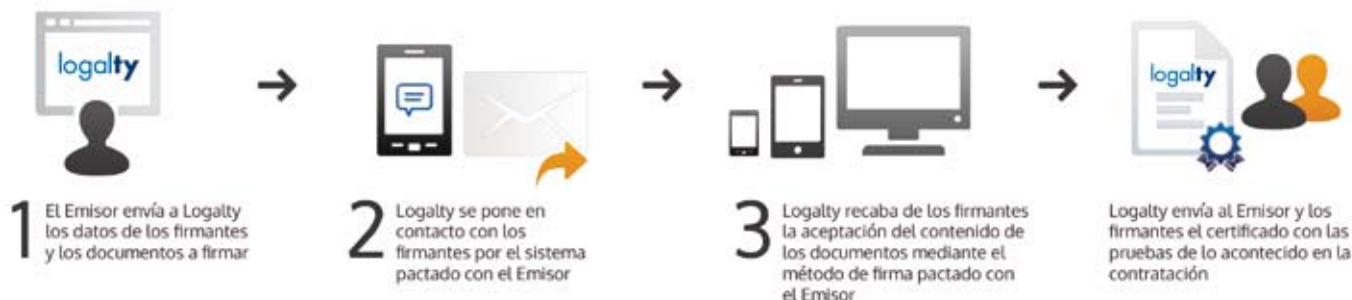 logalty
logalty
1
El Emisor envía a Logalty
los datos de los firmantes
y los documentos a firmar
2
Logalty se pone en
contacto con los
firmantes por el sistema
pactado con el Emisor
3
Logalty recaba de los firmantes
la aceptación del contenido de
los documentos mediante el
método de firma pactado con
el Emisor
Logalty envía al Emisor y los
firmantes el certificado con las
pruebas de lo acontecido en la
contratación